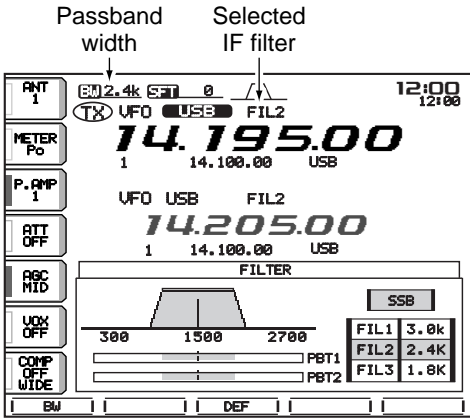 Passband width
Selected IF filter
ANT 1
BW 2.4k SFT 0
12:00
12:00
TX VFO USB FIL2
14.195.00
1 14.100.00 USB
METER Po
P.AMP 1
VFO USB FIL2
14.205.00
1 14.100.00 USB
ATT OFF
AGC MID
VOX OFF
COMP OFF WIDE
FILTER
300 1500 2700
PBT1
PBT2
SSB
FIL1 3.0k
FIL2 2.4K
FIL3 1.8K
BW DEF